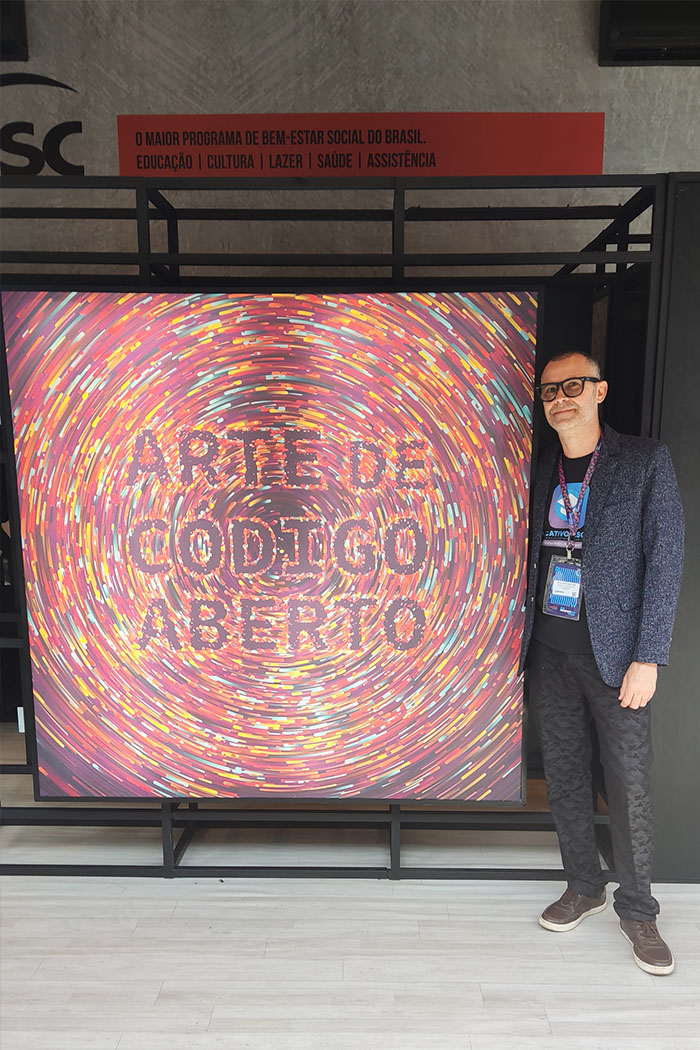 SC
O MAIOR PROGRAMA DE BEM-ESTAR SOCIAL DO BRASIL.
EDUCAÇÃO | CULTURA | LAZER | SAÚDE | ASSISTÊNCIA
ARTE DE
CÓDIGO
ABERTO